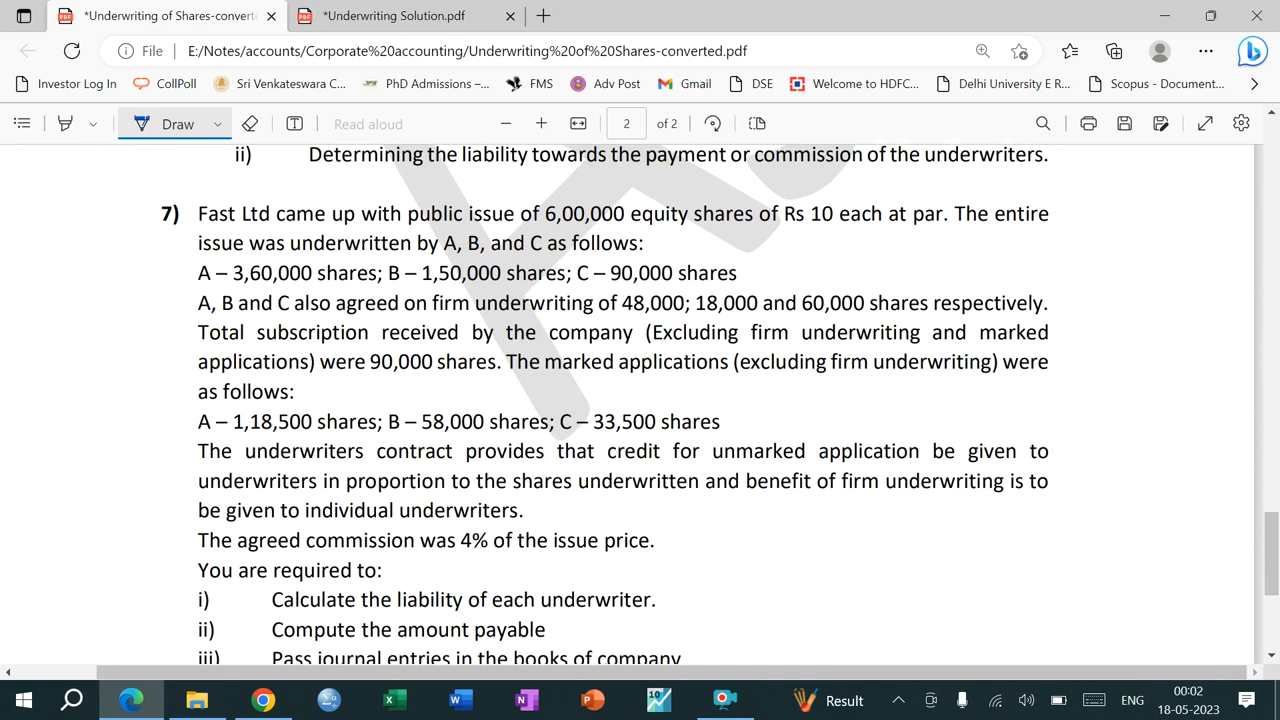 *Underwriting of Shares-convert
*Underwriting Solution.pdf
File
E:/Notes/accounts/Corporate%20accounting/Underwriting%20of%20Shares-converted.pdf
Investor Log In
CollPoll
Sri Venkateswara C...
PhD Admissions –...
FMS
Adv Post
Gmail
DSE
Welcome to HDFC...
Delhi University E R...
Scopus - Document...
Draw
Read aloud
2
of 2
ii) Determining the liability towards the payment or commission of the underwriters.
7) Fast Ltd came up with public issue of 6,00,000 equity shares of Rs 10 each at par. The entire
issue was underwritten by A, B, and C as follows:
A – 3,60,000 shares; B – 1,50,000 shares; C – 90,000 shares
A, B and C also agreed on firm underwriting of 48,000; 18,000 and 60,000 shares respectively.
Total subscription received by the company (Excluding firm underwriting and marked
applications) were 90,000 shares. The marked applications (excluding firm underwriting) were
as follows:
A – 1,18,500 shares; B – 58,000 shares; C – 33,500 shares
The underwriters contract provides that credit for unmarked application be given to
underwriters in proportion to the shares underwritten and benefit of firm underwriting is to
be given to individual underwriters.
The agreed commission was 4% of the issue price.
You are required to:
i) Calculate the liability of each underwriter.
ii) Compute the amount payable
iii) Pass journal entries in the books of company
Result
ENG
00:02
18-05-2023